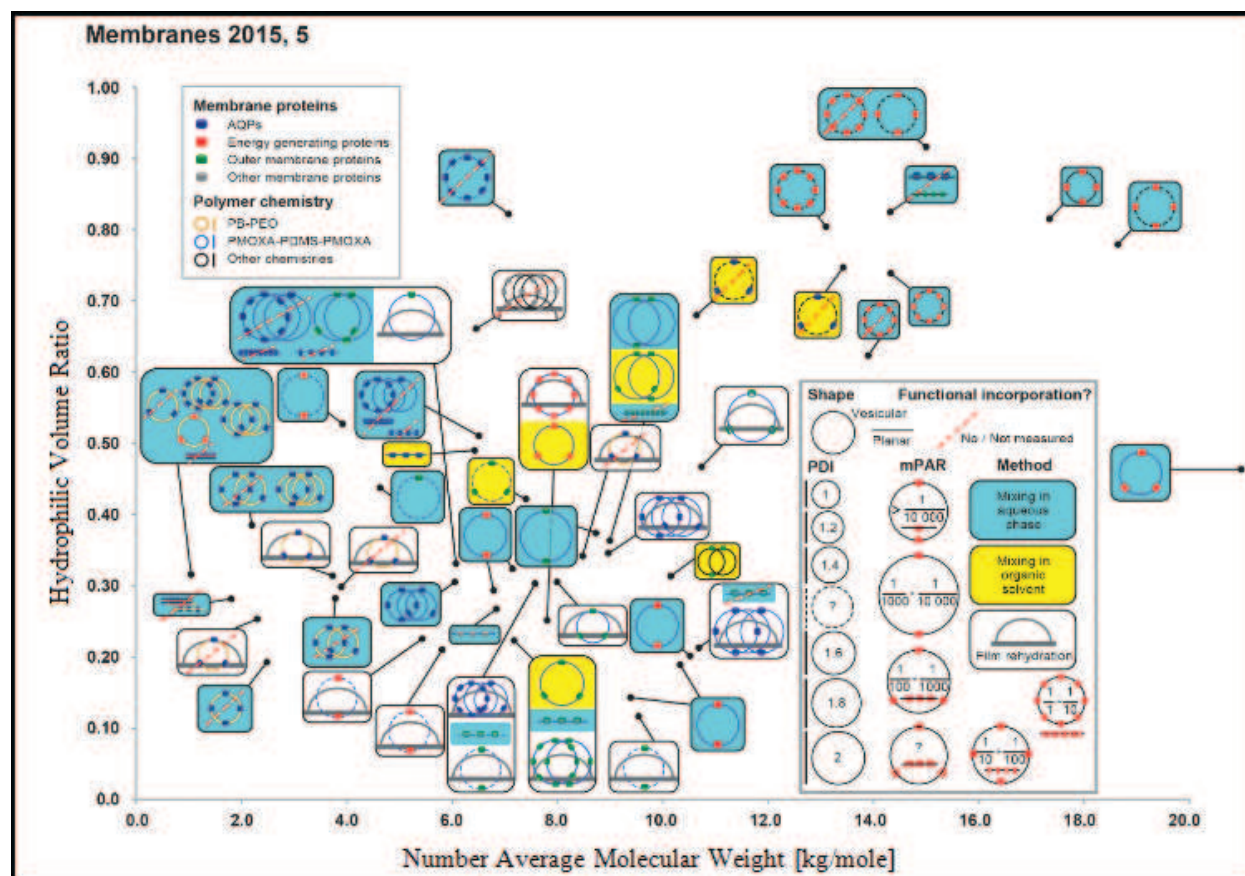 Membranes 2015, 5
Hydrophilic Volume Ratio
1.00
0.90
0.80
0.70
0.60
0.50
0.40
0.30
0.20
0.10
0.0
Membrane proteins
AQPs
Energy generating proteins
Outer membrane proteins
Other membrane proteins
Polymer chemistry
PB-PEO
PMOXA-PDMS-PMOXA
Other chemistries
Shape
Functional incorporation?
Vesicular
Planar
No / Not measured
PDI
mPAR
Method
1
1.2
1.4
?
1.6
1.8
2
> 1
10 000
1 - 1
1000 10 000
1 - 1
100 1000
?
1 - 1
10 100
1 1
1 10
Mixing in
aqueous
phase
Mixing in
organic
solvent
Film rehydration
0.0 2.0 4.0 6.0 8.0 10.0 12.0 14.0 16.0 18.0 20.0
Number Average Molecular Weight [kg/mole]